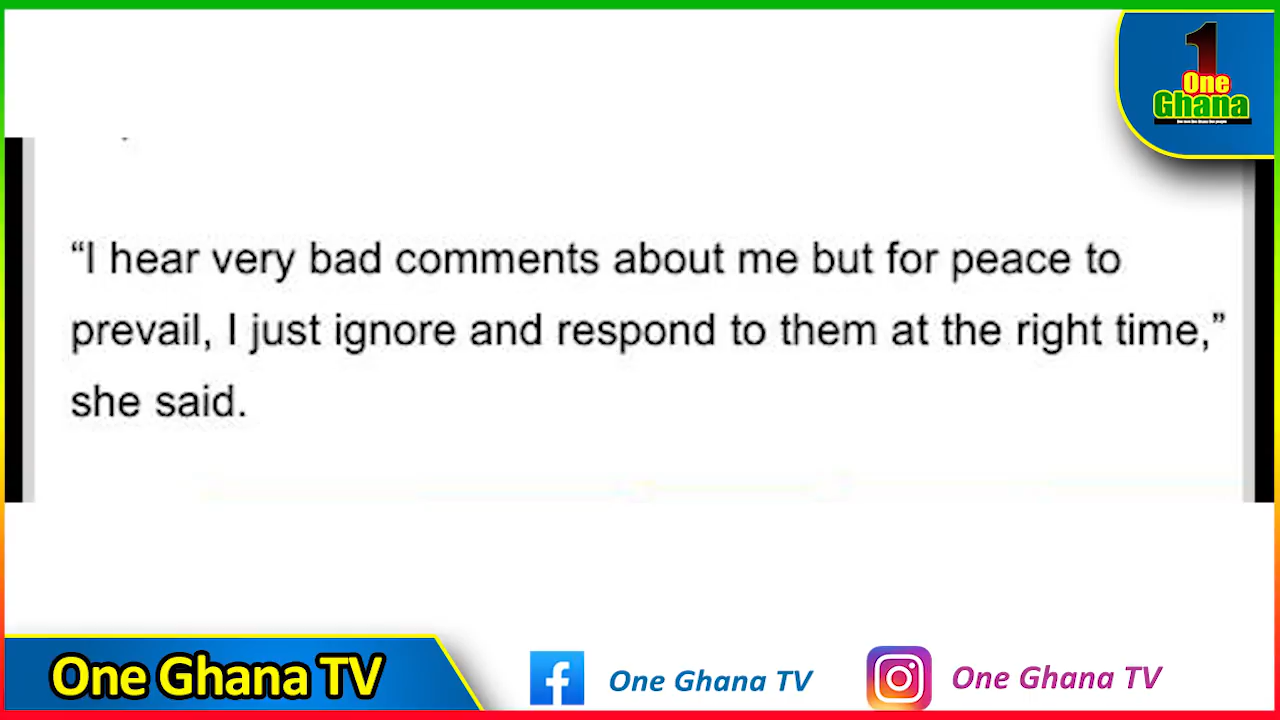 1
One
Ghana
“I hear very bad comments about me but for peace to
prevail, I just ignore and respond to them at the right time,”
she said.
One Ghana TV
One Ghana TV
One Ghana TV